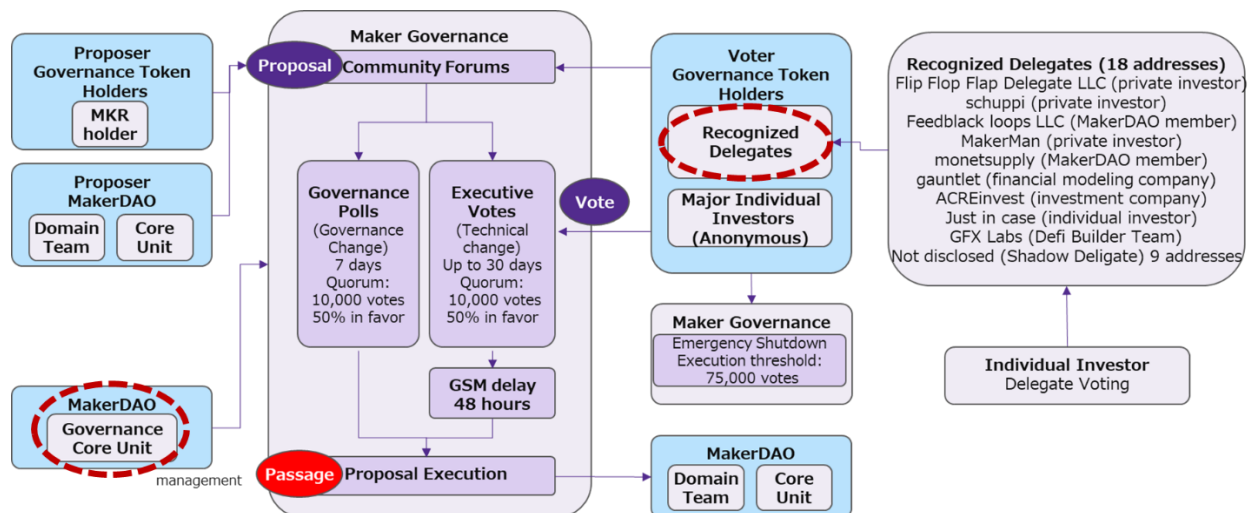 Proposer
Governance Token
Holders
MKR
holder
Proposer
MakerDAO
Domain
Team
Core
Unit
MakerDAO
Governance
Core Unit
management
Maker Governance
Proposal
Community Forums
Governance
Polls
(Governance
Change)
7 days
Quorum:
10,000 votes
50% in favor
Executive
Votes
(Technical
change)
Up to 30 days
Quorum:
10,000 votes
50% in favor
GSM delay
48 hours
Passage
Proposal Execution
Vote
Voter
Governance Token
Holders
Recognized
Delegates
Major Individual
Investors
(Anonymous)
Maker Governance
Emergency Shutdown
Execution threshold:
75,000 votes
MakerDAO
Domain
Team
Core
Unit
Recognized Delegates (18 addresses)
Flip Flop Flap Delegate LLC (private investor)
schuppi (private investor)
Feedblack loops LLC (MakerDAO member)
MakerMan (private investor)
monetsupply (MakerDAO member)
gauntlet (financial modeling company)
ACREinvest (investment company)
Just in case (individual investor)
GFX Labs (Defi Builder Team)
Not disclosed (Shadow Deligate) 9 addresses
Individual Investor
Delegate Voting